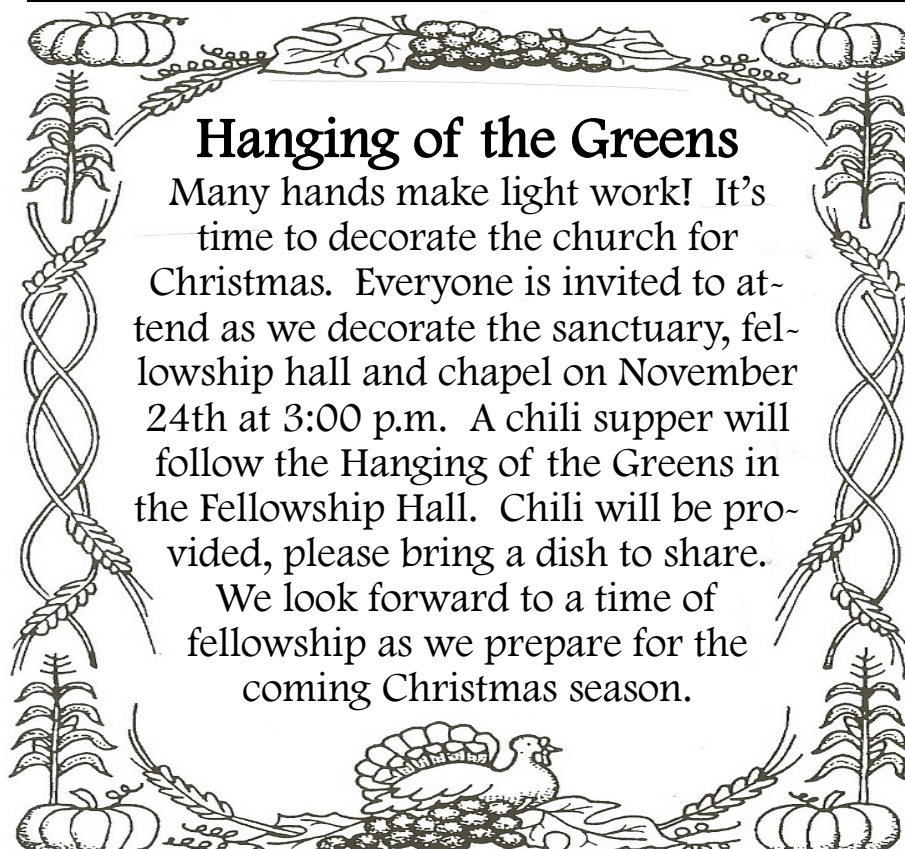 Hanging of the Greens
Many hands make light work!  It’s
time to decorate the church for
Christmas.  Everyone is invited to at-
tend as we decorate the sanctuary, fel-
lowship hall and chapel on November
24th at 3:00 p.m.  A chili supper will
follow the Hanging of the Greens in
the Fellowship Hall.  Chili will be pro-
vided, please bring a dish to share.
We look forward to a time of
fellowship as we prepare for the
coming Christmas season.